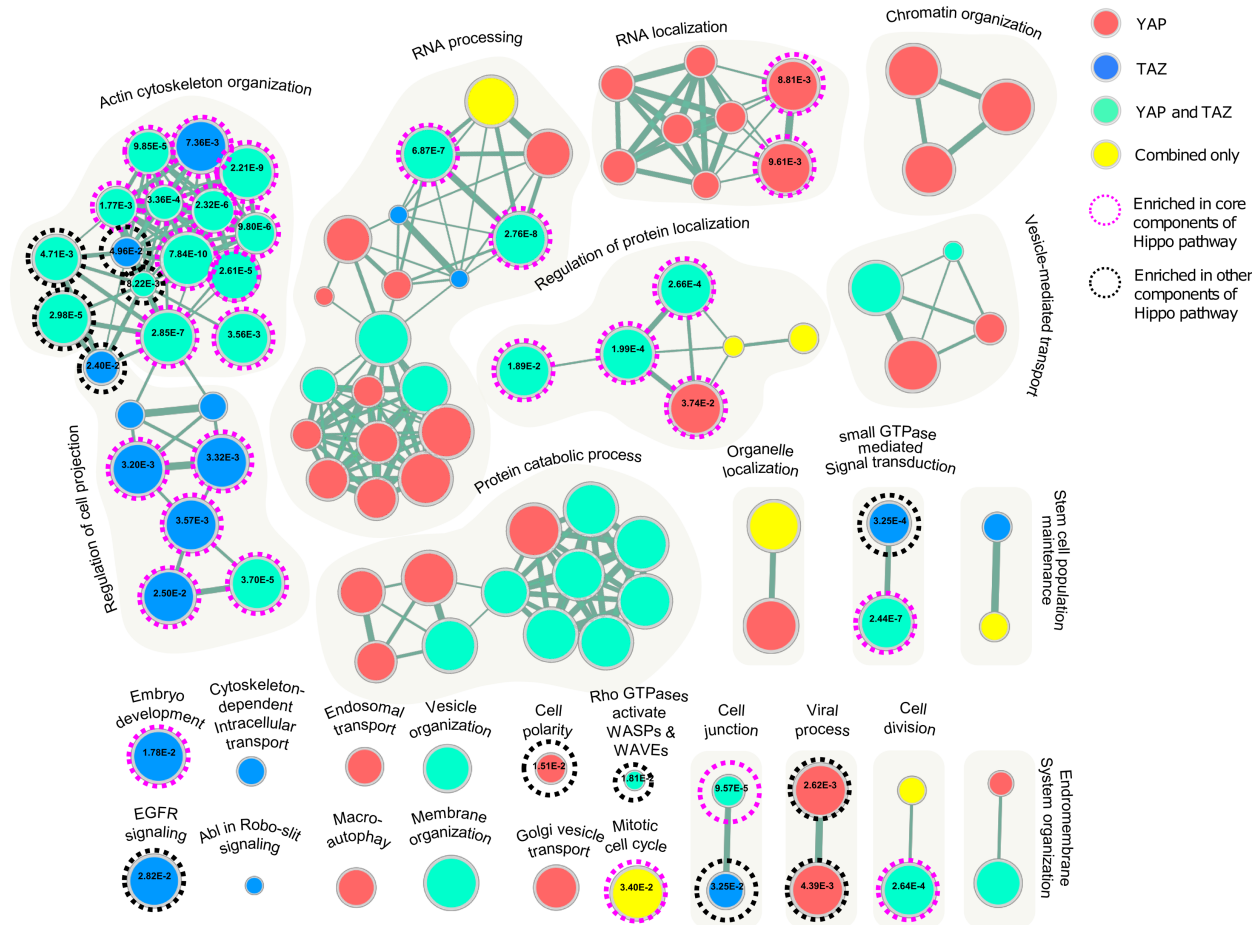 RNA processing
RNA localization
Chromatin organization
YAP
TAZ
YAP and TAZ
Combined only
Enriched in core
components of
Hippo pathway
Enriched in other
components of
Hippo pathway
Actin cytoskeleton organization
9.85E-5
7.36E-3
2.21E-9
1.77E-3
3.36E-4
2.32E-6
9.80E-6
4.71E-3
4.96E-2
7.84E-10
2.61E-5
8.22E-3
2.98E-5
2.85E-7
3.56E-3
2.40E-2
6.87E-7
2.76E-8
8.81E-3
9.61E-3
Regulation of protein localization
2.66E-4
1.99E-4
1.89E-2
3.74E-2
Vesicle-mediated transport
Regulation of cell projection
3.20E-3
3.32E-3
3.57E-3
2.50E-2
3.70E-5
Protein catabolic process
Organelle
localization
small GTPase
mediated
Signal transduction
3.25E-4
2.44E-7
Stem cell population
maintenance
Embryo
development
1.78E-2
Cytoskeleton-
dependent
Intracellular
transport
Endosomal
transport
Vesicle
organization
Cell
polarity
1.51E-2
Rho GTPases
activate
WASPs &
WAVEs
1.81E-2
Cell
junction
9.57E-5
3.25E-2
Viral
process
2.62E-3
4.39E-3
Cell
division
2.64E-4
Endromembrane
System organization
EGFR
signaling
2.82E-2
Abl in Robo-slit
signaling
Macro-
autophay
Membrane
organization
Golgi vesicle
transport
Mitotic
cell cycle
3.40E-2